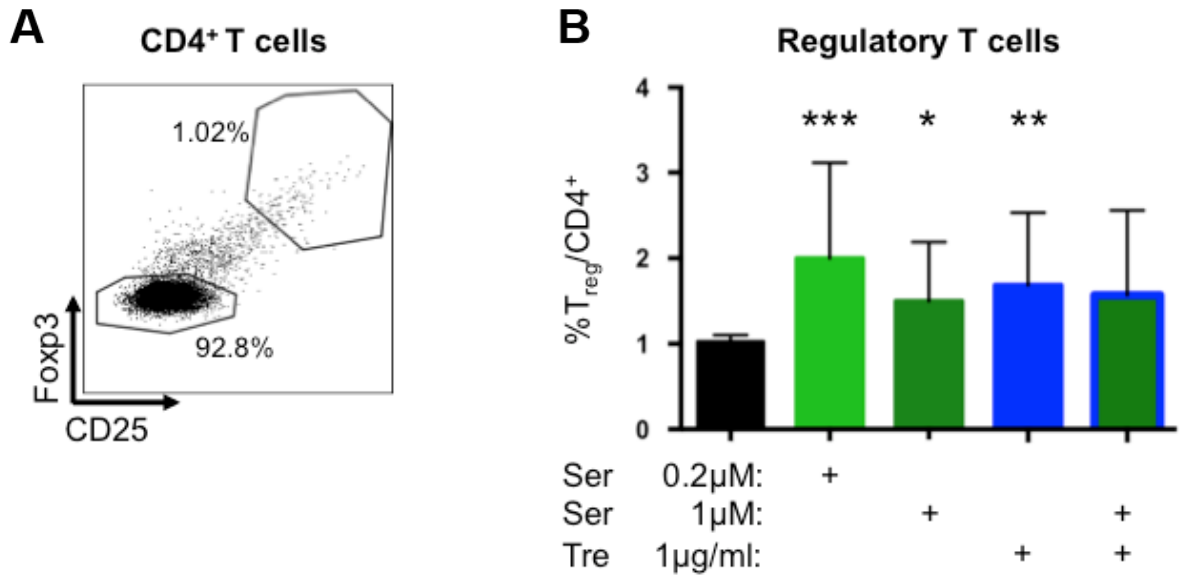 A
CD4⁺ T cells
1.02%
92.8%
Foxp3
CD25
B
Regulatory T cells
%Treg/CD4⁺
4
3
2
1
0
*** * **
Ser 0.2µM: +
Ser 1µM: + +
Tre 1µg/ml: + +